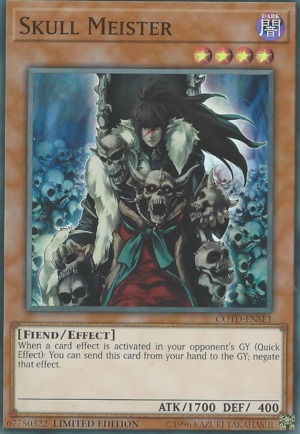 SKULL MEISTER
DARK
闇
COTD-ENSE1
[FIEND/EFFECT]
When a card effect is activated in your opponent's GY (Quick
Effect): You can send this card from your hand to the GY; negate
that effect.
ATK/1700 DEF/ 400
67750322 LIMITED EDITION ©1996 KAZUKI TAKAHASHI